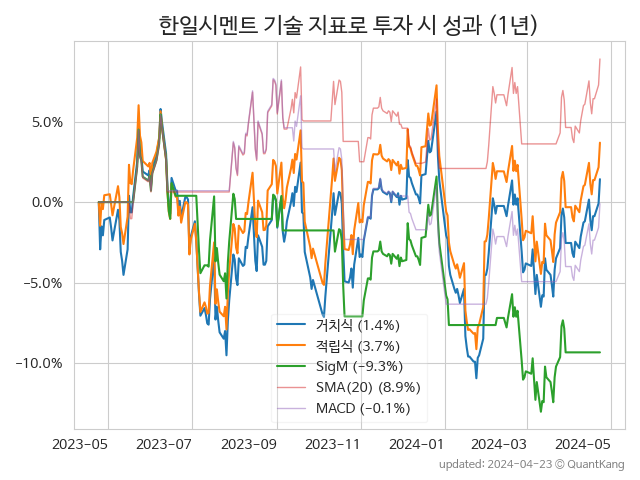 한일시멘트 기술 지표로 투자 시 성과 (1년)
5.0%
0.0%
−5.0%
−10.0%
거치식 (1.4%)
적립식 (3.7%)
SigM (−9.3%)
SMA(20) (8.9%)
MACD (−0.1%)
2023-05 2023-07 2023-09 2023-11 2024-01 2024-03 2024-05
updated: 2024-04-23 © QuantKang